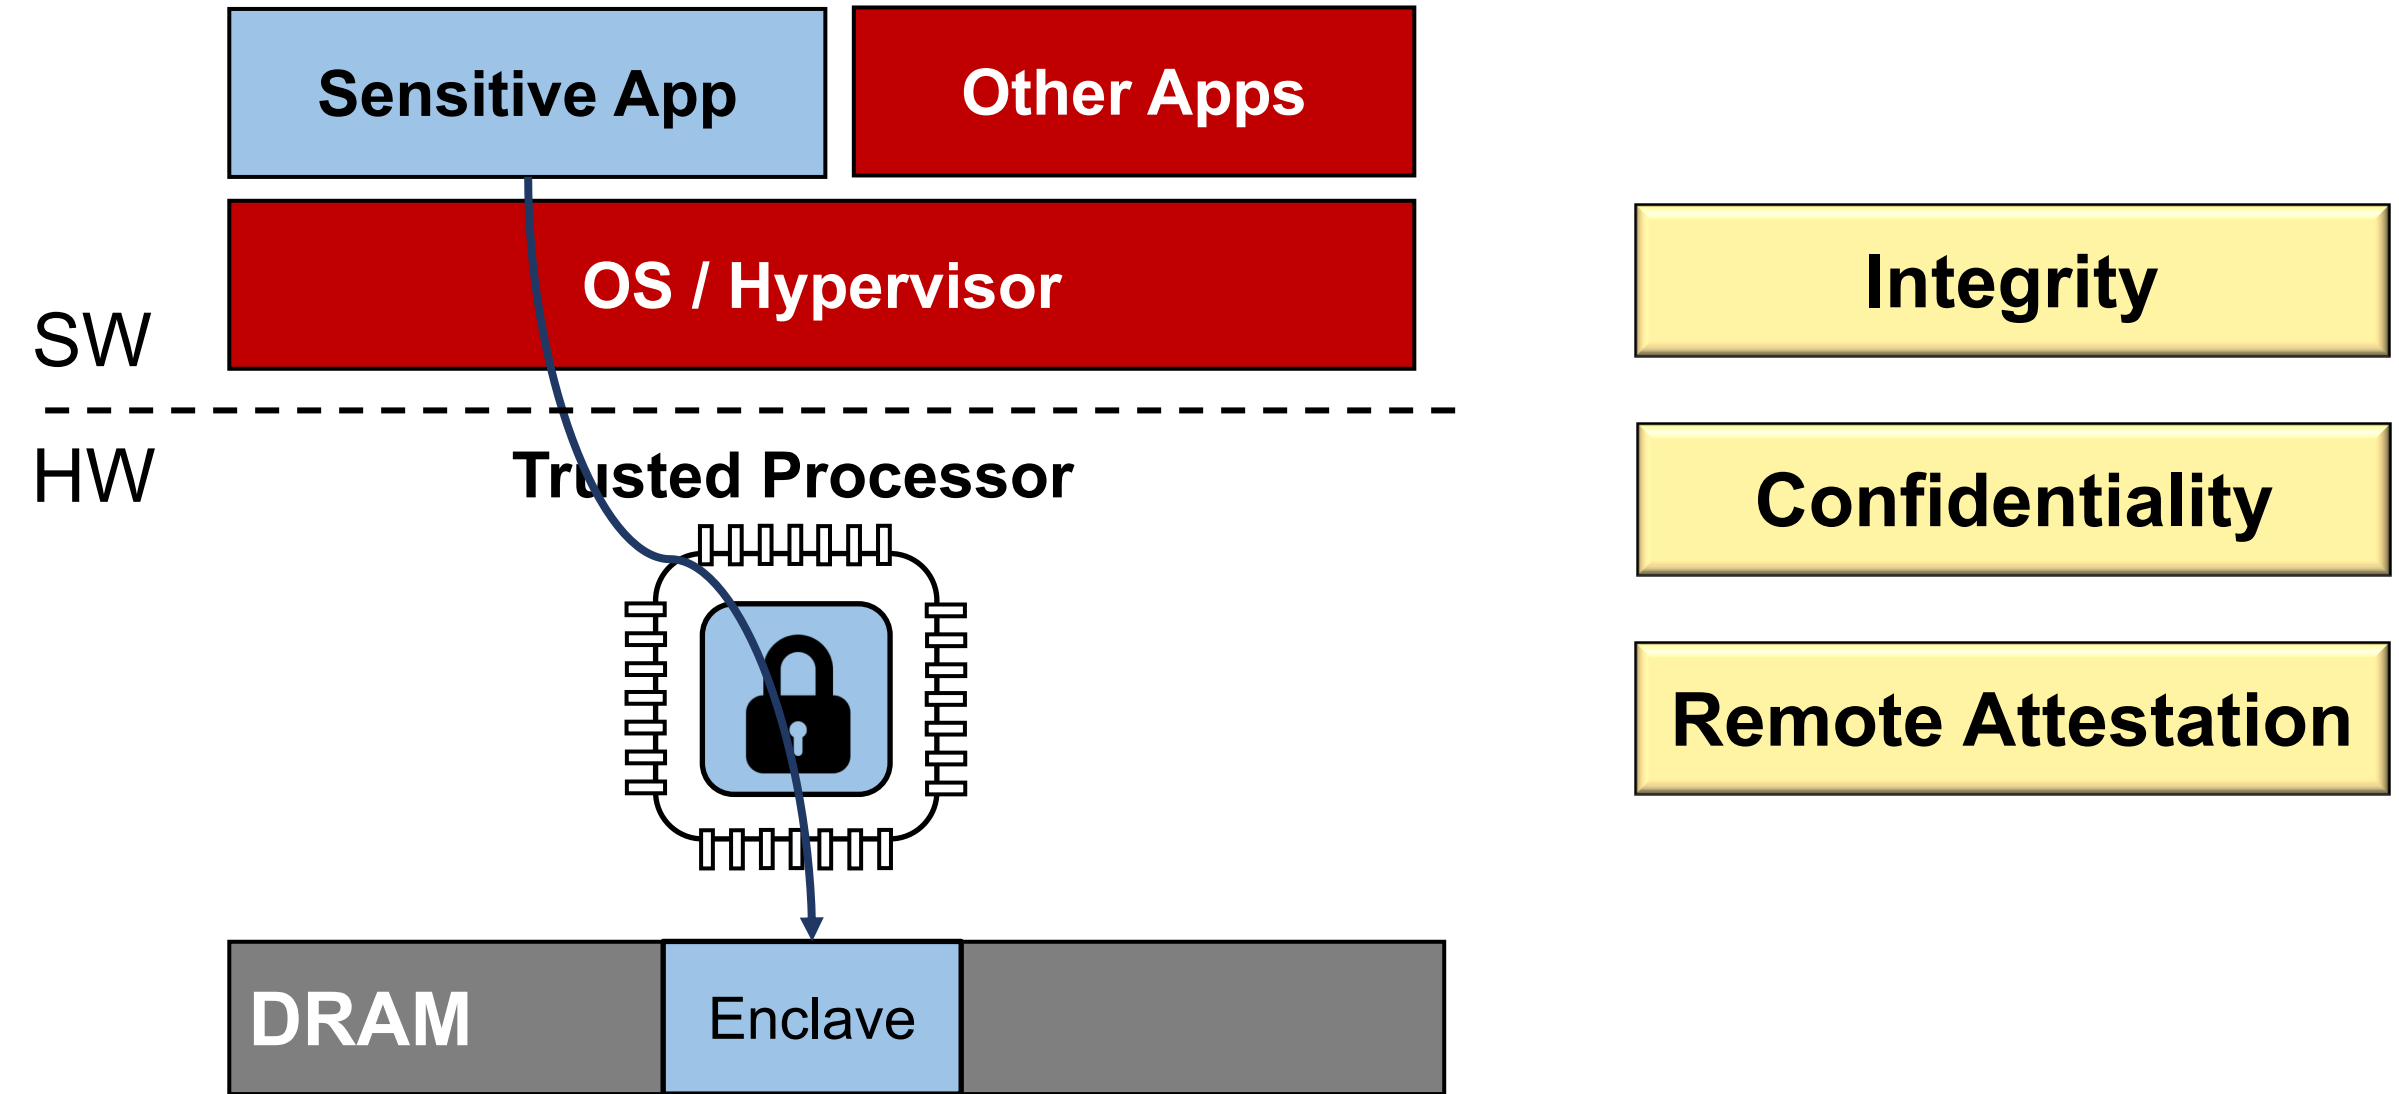 Sensitive App
Other Apps
OS / Hypervisor
SW
HW
Trusted Processor
DRAM
Enclave
Integrity
Confidentiality
Remote Attestation